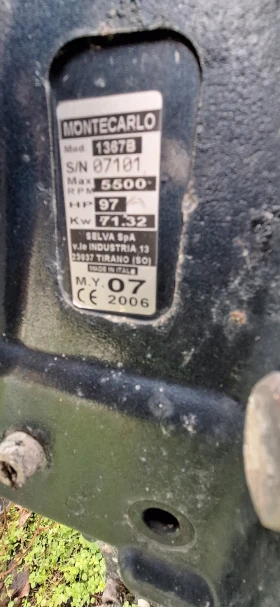 MONTECARLO
Mod 1367B
S/N 07101
Max RPM 5500
HP 97
Kw 71.32
SELVA SpA
v.le INDUSTRIA 13
23037 TIRANO (SO)
MADE IN ITALY
M.Y. 07
CE 2006